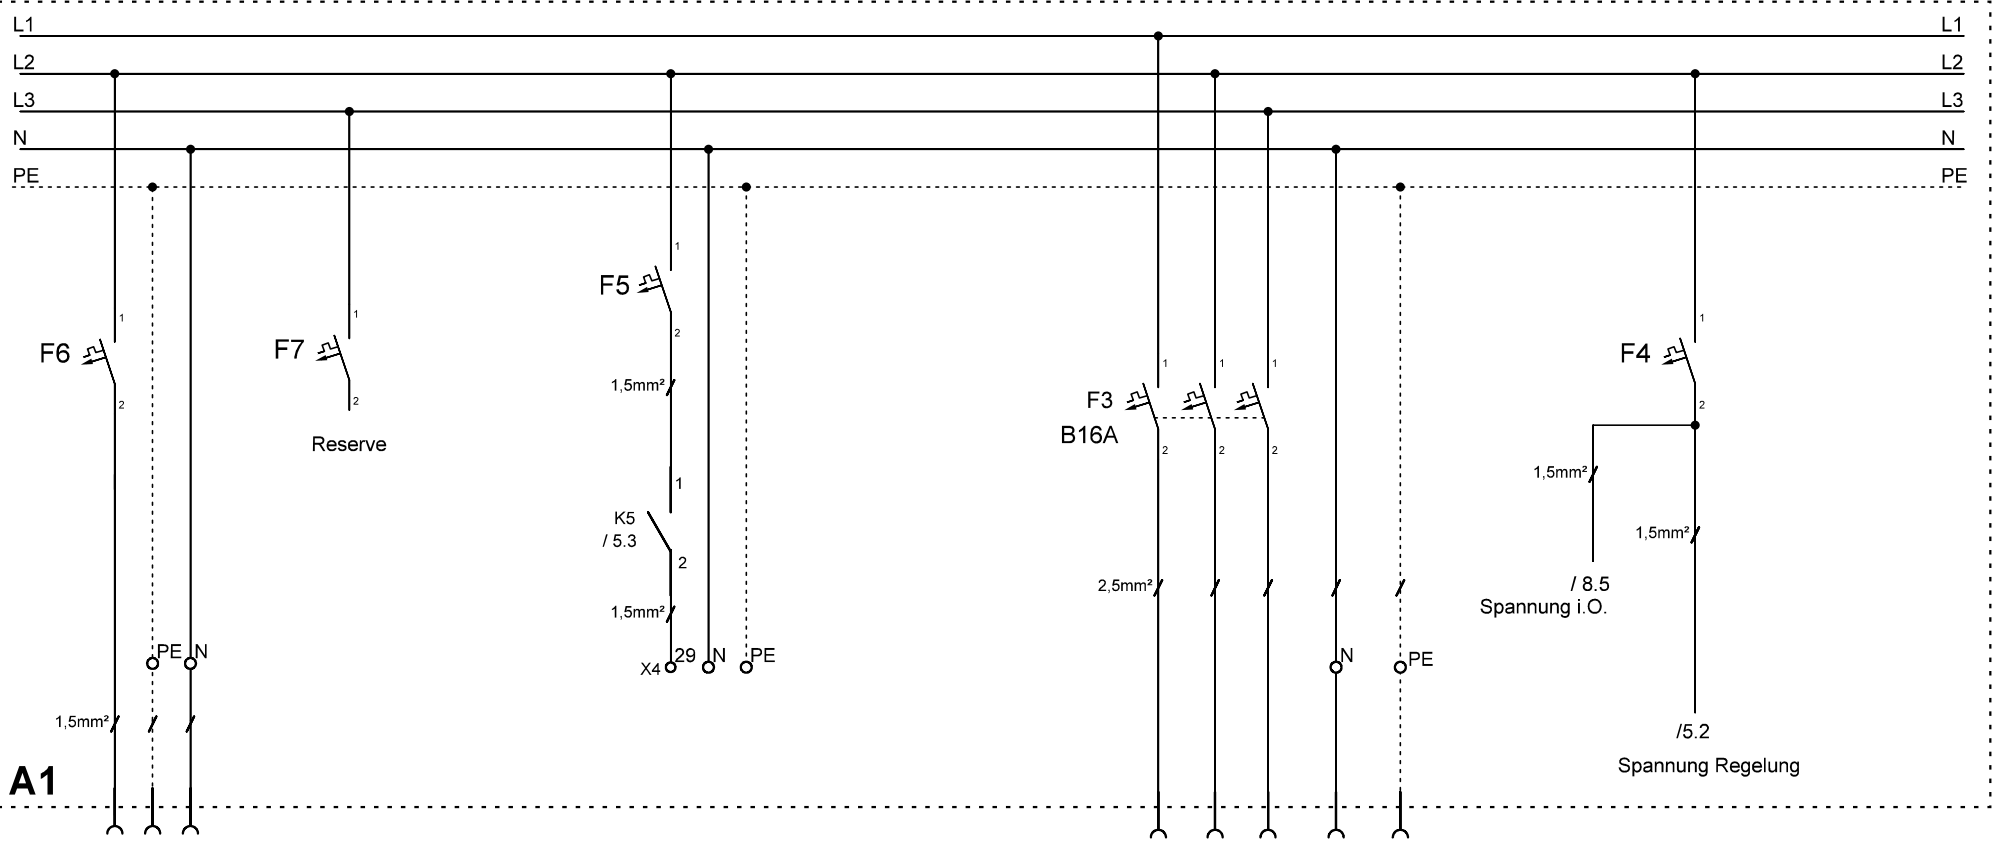 L1 L1
L2 L2
L3 L3
N N
PE PE
1
F5
2
1,5mm²
1
K5
/ 5.3
2
1,5mm²
X4 29 N PE
1
F6
2
PE N
1,5mm²
1
F7
2
Reserve
1 1 1
F3
B16A
2 2 2
2,5mm²
N PE
1
F4
2
1,5mm²
1,5mm²
/ 8.5
Spannung i.O.
/5.2
Spannung Regelung
A1